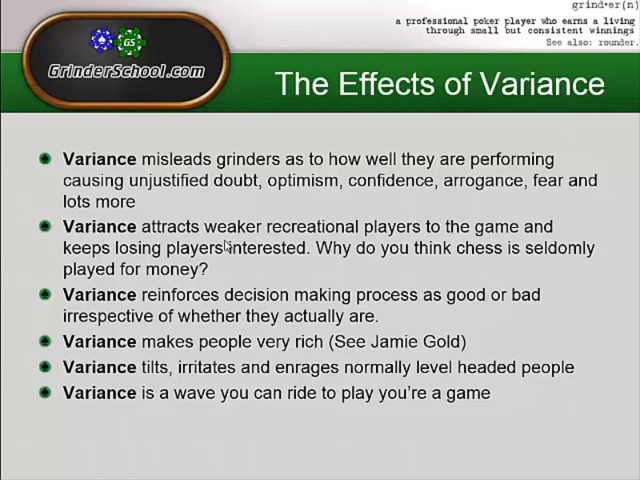 grind•er(n)
a professional poker player who earns a living
through small but consistent winnings
See also: rounder.
GS
GrinderSchool.com
The Effects of Variance
Variance misleads grinders as to how well they are performing
causing unjustified doubt, optimism, confidence, arrogance, fear and
lots more
Variance attracts weaker recreational players to the game and
keeps losing players interested. Why do you think chess is seldomly
played for money?
Variance reinforces decision making process as good or bad
irrespective of whether they actually are.
Variance makes people very rich (See Jamie Gold)
Variance tilts, irritates and enrages normally level headed people
Variance is a wave you can ride to play you're a game